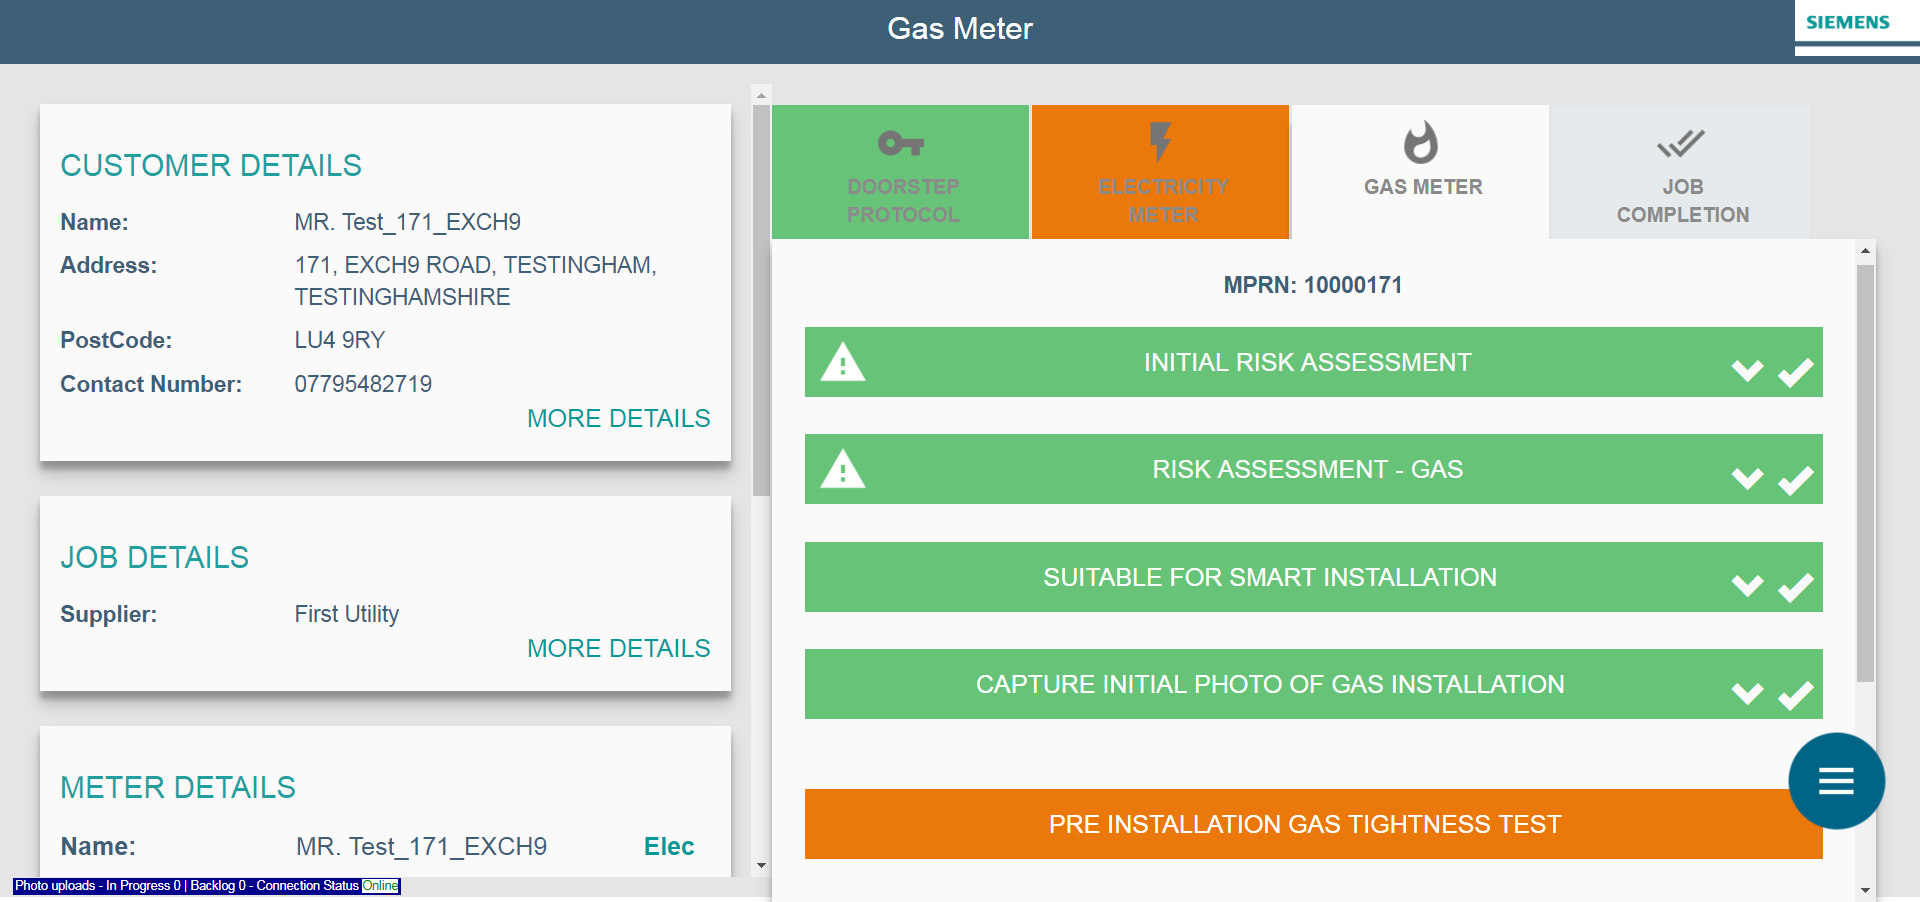 Gas Meter
SIEMENS
CUSTOMER DETAILS
Name: MR. Test_171_EXCH9
Address: 171, EXCH9 ROAD, TESTINGHAM,
TESTINGHAMSHIRE
PostCode: LU4 9RY
Contact Number: 07795482719
MORE DETAILS
JOB DETAILS
Supplier: First Utility
MORE DETAILS
METER DETAILS
Name: MR. Test_171_EXCH9 Elec
Photo uploads - In Progress 0 | Backlog 0 - Connection Status Online
DOORSTEP
PROTOCOL
ELECTRICITY
METER
GAS METER
JOB
COMPLETION
MPRN: 10000171
INITIAL RISK ASSESSMENT
RISK ASSESSMENT - GAS
SUITABLE FOR SMART INSTALLATION
CAPTURE INITIAL PHOTO OF GAS INSTALLATION
PRE INSTALLATION GAS TIGHTNESS TEST